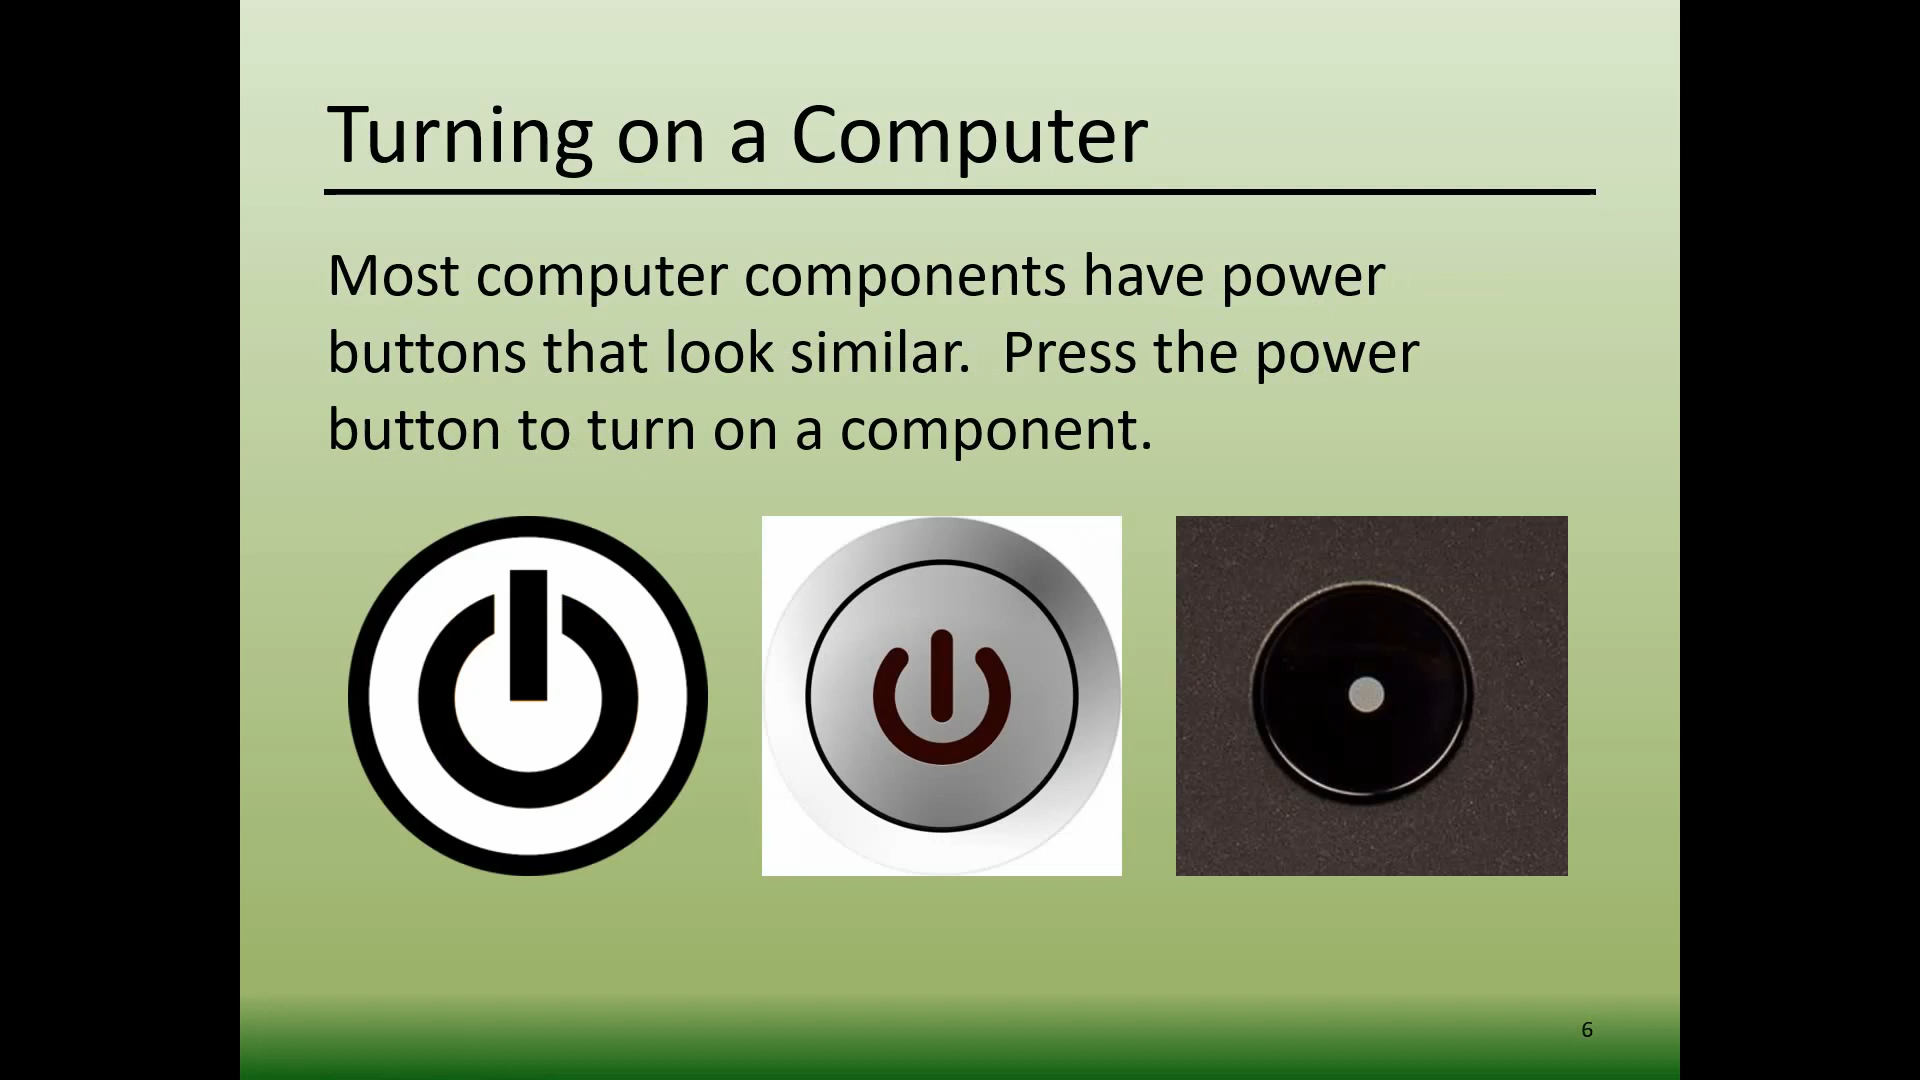 Turning on a Computer
Most computer components have power
buttons that look similar.  Press the power
button to turn on a component.
6